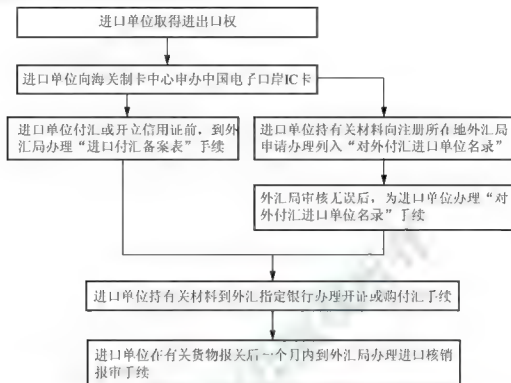 进口单位取得进出口权
进口单位向海关制卡中心申办中国电子口岸IC卡
进口单位付汇或开立信用证前，到外
汇局办理“进口付汇备案表”手续
进口单位持有关材料向注册所在地外汇局
申请办理列入“对外付汇进口单位名录”
外汇局审核无误后，为进口单位办理“对
外付汇进口单位名录”手续
进口单位持有关材料到外汇指定银行办理开证或购付汇手续
进口单位在有关货物报关后一个月内到外汇局办理进口核销
报审手续